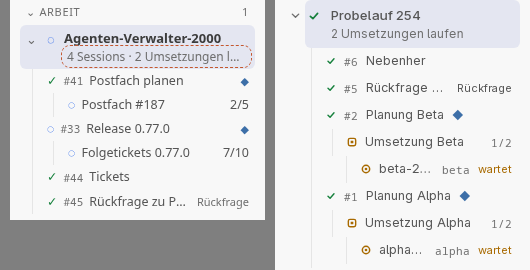 ARBEIT 1
Agenten-Verwalter-2000
4 Sessions · 2 Umsetzungen l...
#41 Postfach planen
Postfach #187 2/5
#33 Release 0.77.0
Folgetickets 0.77.0 7/10
#44 Tickets
#45 Rückfrage zu P... Rückfrage
Probelauf 254
2 Umsetzungen laufen
#6 Nebenher
#5 Rückfrage ... Rückfrage
#2 Planung Beta
Umsetzung Beta 1/2
beta-2... beta wartet
#1 Planung Alpha
Umsetzung Alpha 1/2
alpha... alpha wartet